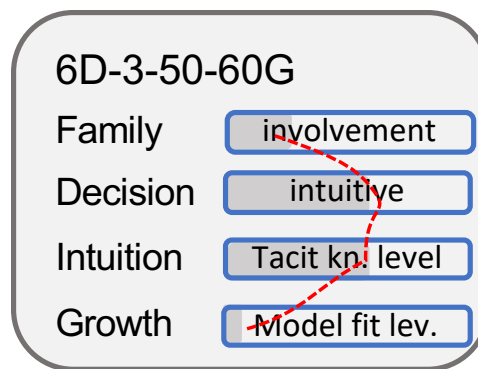 6D-3-50-60G
Family involvement
Decision intuitive
Intuition Tacit kn. level
Growth Model fit lev.